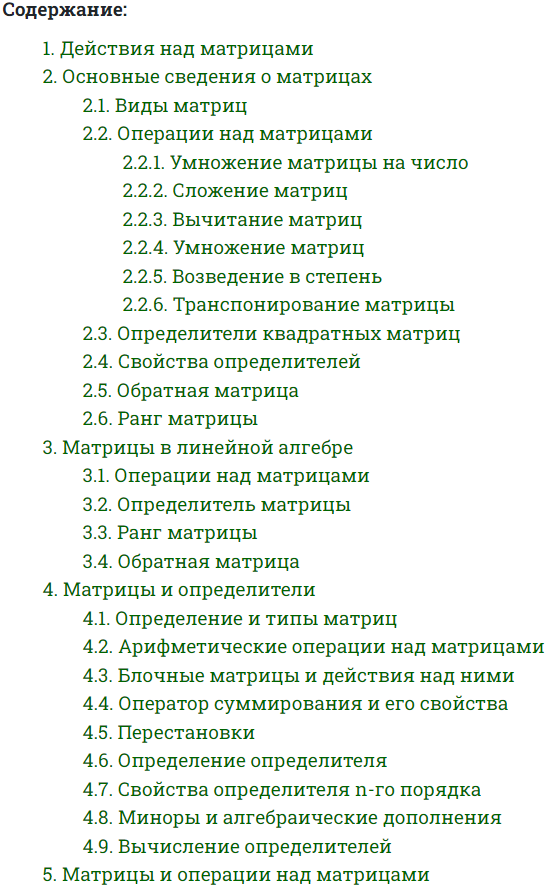 Содержание:
1. Действия над матрицами
2. Основные сведения о матрицах
2.1. Виды матриц
2.2. Операции над матрицами
2.2.1. Умножение матрицы на число
2.2.2. Сложение матриц
2.2.3. Вычитание матриц
2.2.4. Умножение матриц
2.2.5. Возведение в степень
2.2.6. Транспонирование матрицы
2.3. Определители квадратных матриц
2.4. Свойства определителей
2.5. Обратная матрица
2.6. Ранг матрицы
3. Матрицы в линейной алгебре
3.1. Операции над матрицами
3.2. Определитель матрицы
3.3. Ранг матрицы
3.4. Обратная матрица
4. Матрицы и определители
4.1. Определение и типы матриц
4.2. Арифметические операции над матрицами
4.3. Блочные матрицы и действия над ними
4.4. Оператор суммирования и его свойства
4.5. Перестановки
4.6. Определение определителя
4.7. Свойства определителя n-го порядка
4.8. Миноры и алгебраические дополнения
4.9. Вычисление определителей
5. Матрицы и операции над матрицами